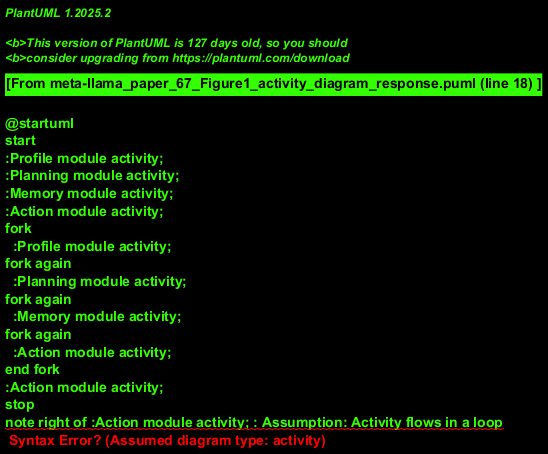 PlantUML 1.2025.2
<b>This version of PlantUML is 127 days old, so you should
<b>consider upgrading from https://plantuml.com/download
[From meta-llama_paper_67_Figure1_activity_diagram_response.puml (line 18) ]
@startuml
start
:Profile module activity;
:Planning module activity;
:Memory module activity;
:Action module activity;
fork
:Profile module activity;
fork again
:Planning module activity;
fork again
:Memory module activity;
fork again
:Action module activity;
end fork
:Action module activity;
stop
note right of :Action module activity; : Assumption: Activity flows in a loop
Syntax Error? (Assumed diagram type: activity)